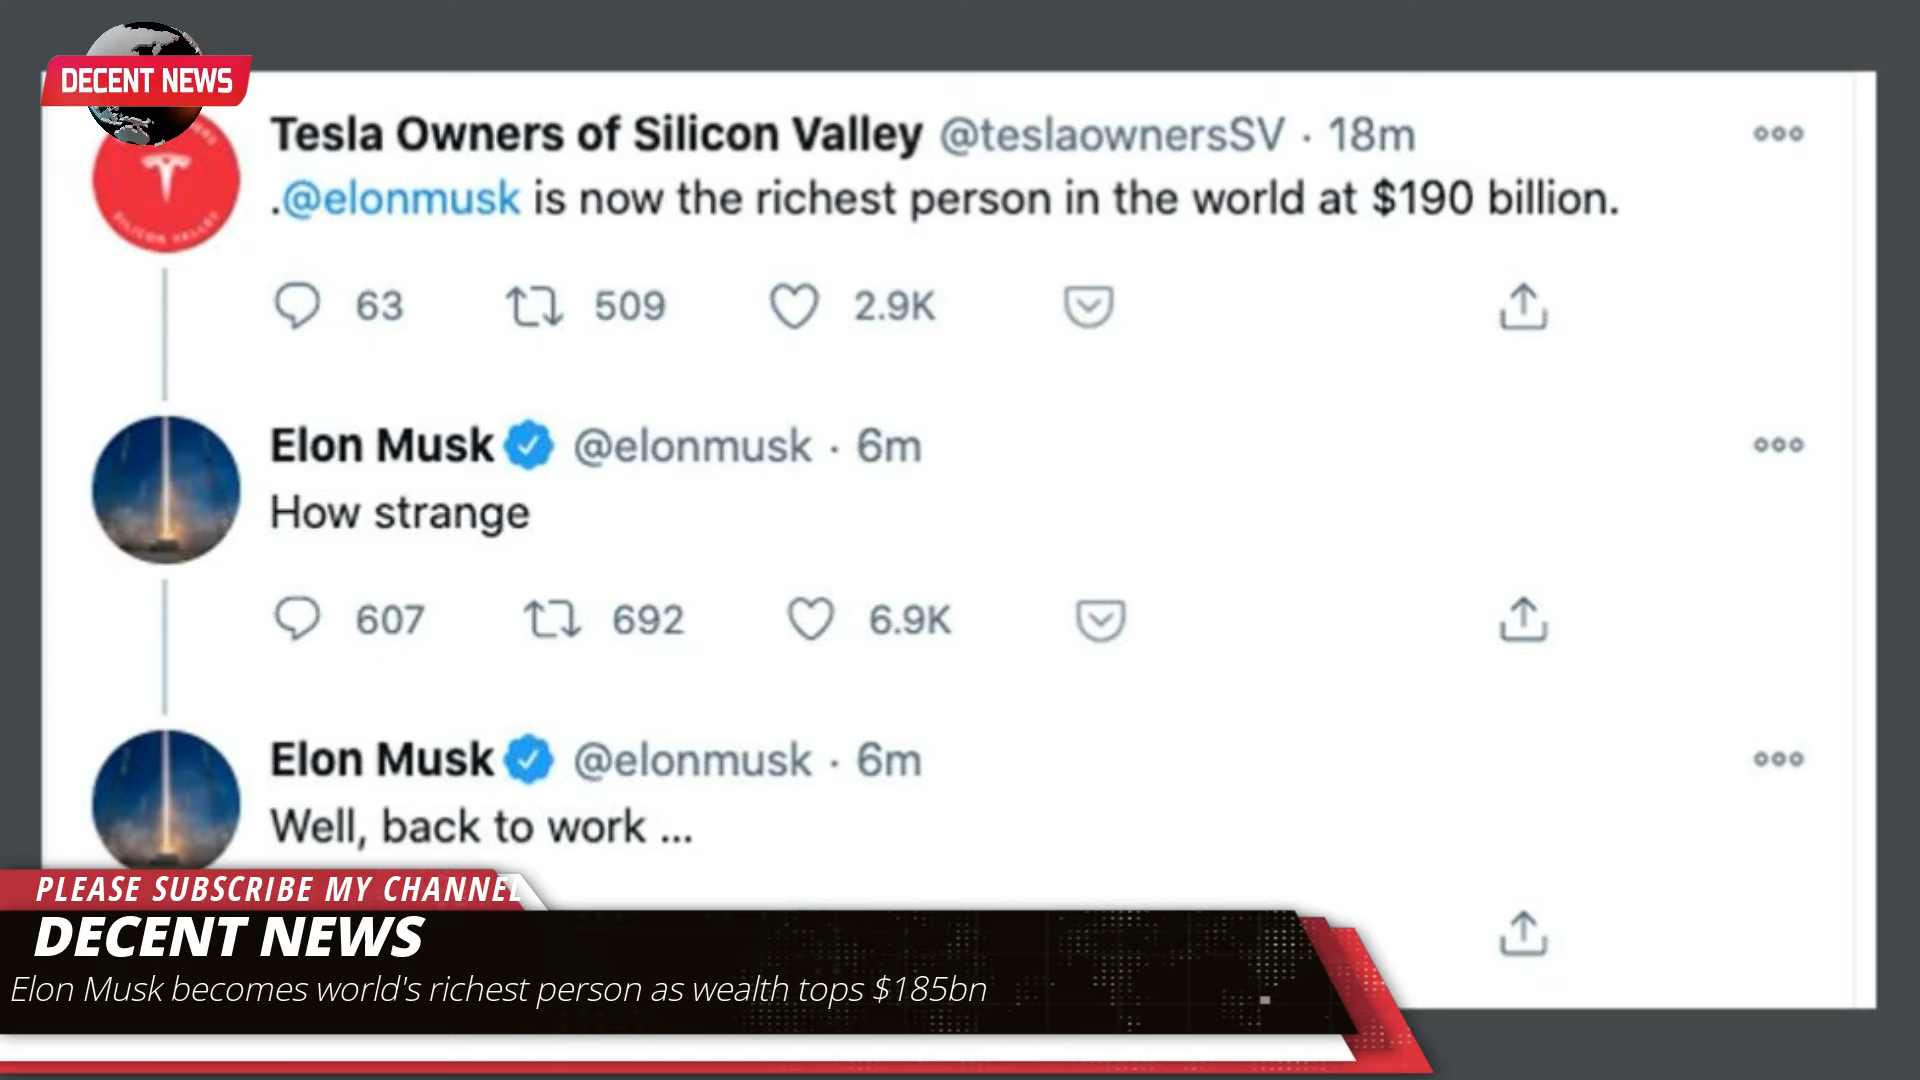 DECENT NEWS
Tesla Owners of Silicon Valley @teslaownersSV · 18m
.@elonmusk is now the richest person in the world at $190 billion.
SILICON VALLEY
63 509 2.9K
Elon Musk @elonmusk · 6m
How strange
607 692 6.9K
Elon Musk @elonmusk · 6m
Well, back to work ...
PLEASE SUBSCRIBE MY CHANNEL
DECENT NEWS
Elon Musk becomes world's richest person as wealth tops $185bn